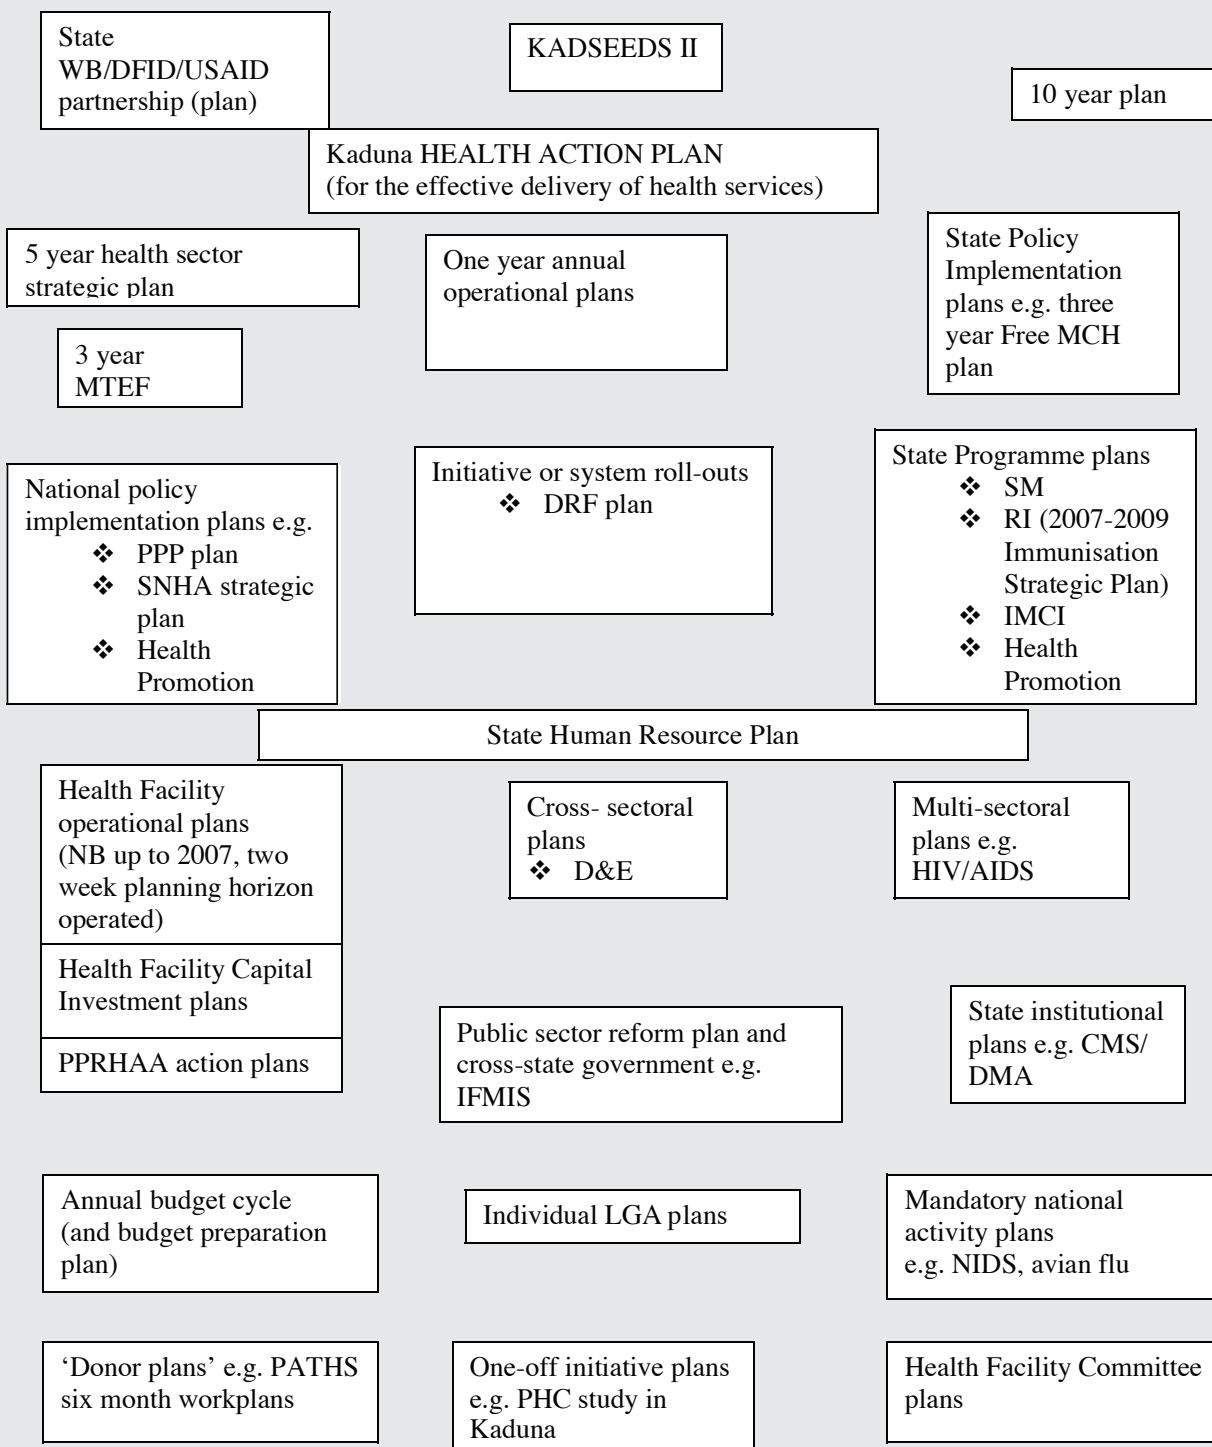 State
WB/DFID/USAID
partnership (plan)
KADSEEDS II
10 year plan
Kaduna HEALTH ACTION PLAN
(for the effective delivery of health services)
5 year health sector
strategic plan
One year annual
operational plans
State Policy
Implementation
plans e.g. three
year Free MCH
plan
3 year
MTEF
National policy
implementation plans e.g.
❖ PPP plan
❖ SNHA strategic
plan
❖ Health
Promotion
Initiative or system roll-outs
❖ DRF plan
State Programme plans
❖ SM
❖ RI (2007-2009
Immunisation
Strategic Plan)
❖ IMCI
❖ Health
Promotion
State Human Resource Plan
Health Facility
operational plans
(NB up to 2007, two
week planning horizon
operated)
Health Facility Capital
Investment plans
PPRHAA action plans
Cross- sectoral
plans
❖ D&E
Multi-sectoral
plans e.g.
HIV/AIDS
Public sector reform plan and
cross-state government e.g.
IFMIS
State institutional
plans e.g. CMS/
DMA
Annual budget cycle
(and budget preparation
plan)
Individual LGA plans
Mandatory national
activity plans
e.g. NIDS, avian flu
‘Donor plans’ e.g. PATHS
six month workplans
One-off initiative plans
e.g. PHC study in
Kaduna
Health Facility Committee
plans